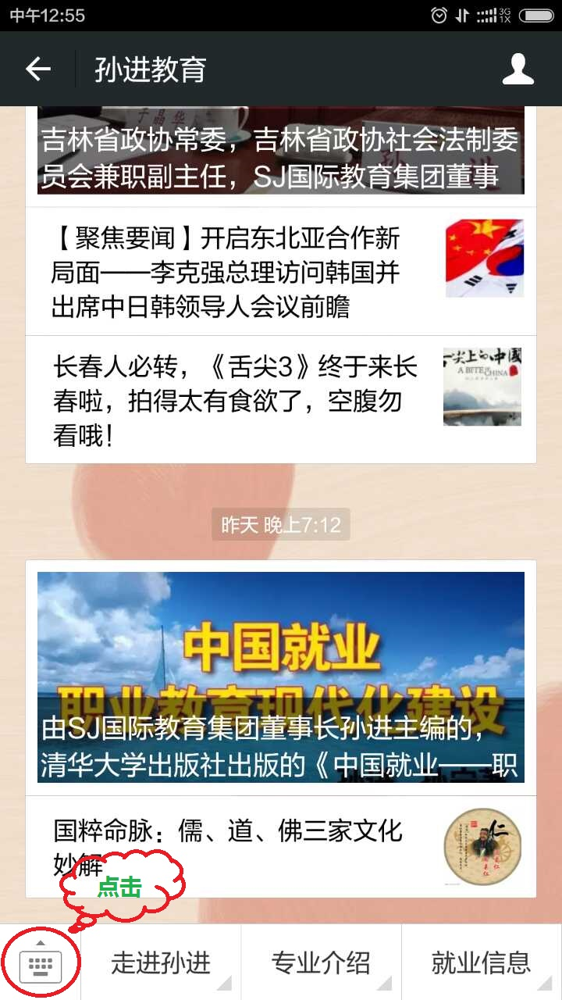 中午12:55
3G
1X
孙进教育
于晶华
吉林省政协常委，吉林省政协社会法制委
员会兼职副主任，SJ国际教育集团董事
【聚焦要闻】开启东北亚合作新
局面——李克强总理访问韩国并
出席中日韩领导人会议前瞻
长春人必转，《舌尖3》终于来长
春啦，拍得太有食欲了，空腹勿
看哦！
舌尖上的中国
A BITE OF CHINA
昨天 晚上7:12
中国就业
职业教育现代化建设
由SJ国际教育集团董事长孙进主编的，
清华大学出版社出版的《中国就业——职
国粹命脉：儒、道、佛三家文化
妙解
仁
点击
走进孙进
专业介绍
就业信息